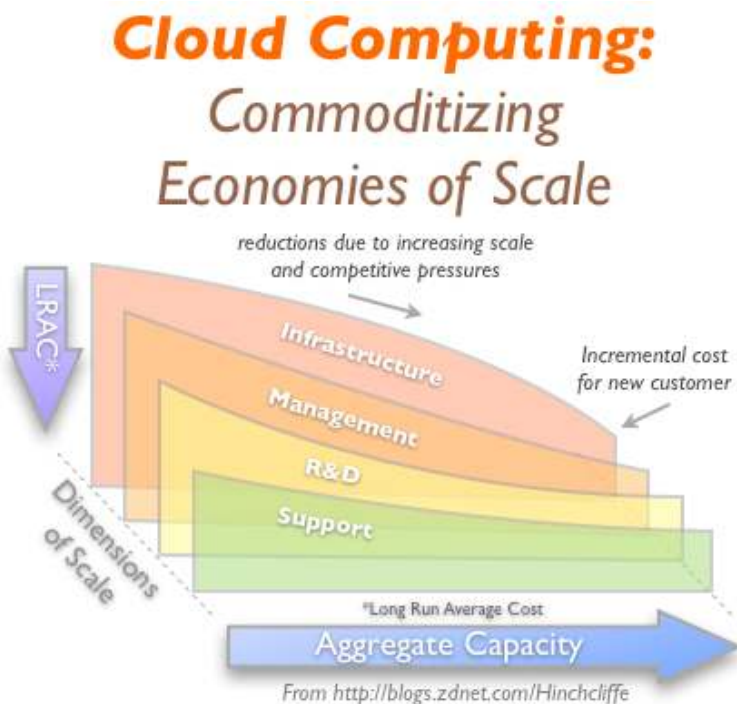 Cloud Computing:
Commoditizing
Economies of Scale
reductions due to increasing scale
and competitive pressures
LRAC*
Infrastructure
Incremental cost
for new customer
Management
R&D
Support
Dimensions
of Scale
*Long Run Average Cost
Aggregate Capacity
From http://blogs.zdnet.com/Hinchcliffe